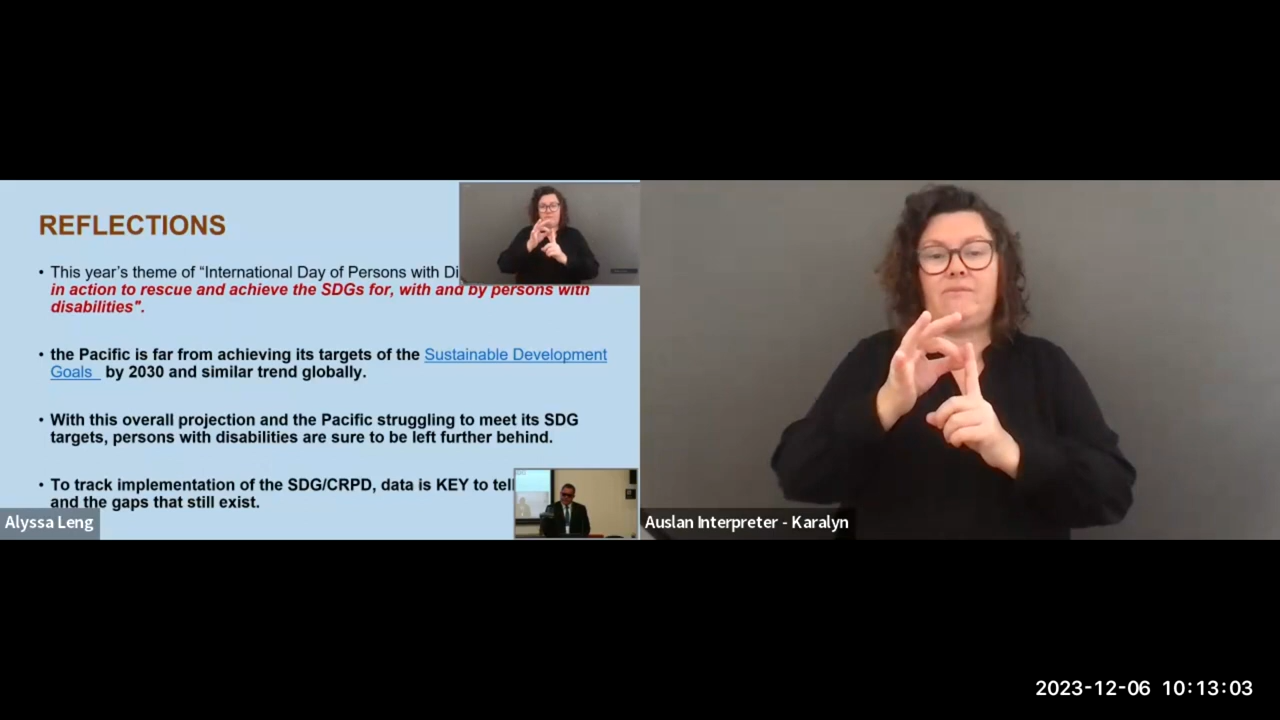 REFLECTIONS
• This year's theme of “International Day of Persons with Di
in action to rescue and achieve the SDGs for, with and by persons with
disabilities".
• the Pacific is far from achieving its targets of the Sustainable Development
Goals by 2030 and similar trend globally.
• With this overall projection and the Pacific struggling to meet its SDG
targets, persons with disabilities are sure to be left further behind.
• To track implementation of the SDG/CRPD, data is KEY to tell
and the gaps that still exist.
Alyssa Leng
Auslan Interpreter - Karalyn
2023-12-06 10:13:03